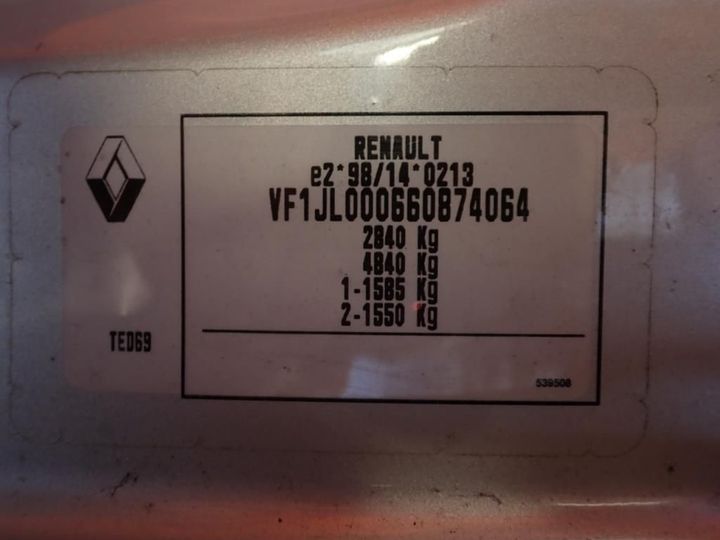 RENAULT
e2*98/14*0213
VF1JL000660874064
2840 Kg
4840 Kg
1-1585 Kg
2-1550 Kg
TED69
539508